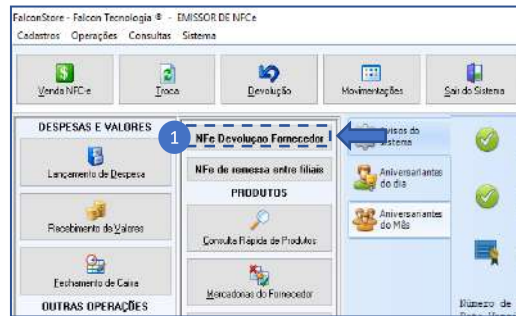 FalconStore - Falcon Tecnologia ® - EMISSOR DE NFCe
Cadastros Operações Consultas Sistema
Venda NFC-e
Troca
Devolução
Movimentações
Sair do Sistema
DESPESAS E VALORES
Lançamento de Despesa
Recebimento de Valores
Fechamento de Caixa
OUTRAS OPERAÇÕES
1
NFe Devoluçao Fornecedor
NFe de remessa entre filiais
PRODUTOS
Consulta Rápida de Produtos
Mercadorias do Fornecedor
Avisos do
Sistema
Aniversariantes
do dia
Aniversariantes
do Mês
Número de